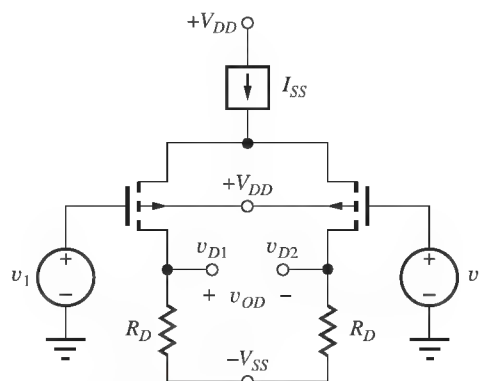 +V_DD
I_SS
+V_DD
v_D1
v_D2
v_1
+
−
+ v_OD −
+
−
v
R_D
R_D
−V_SS